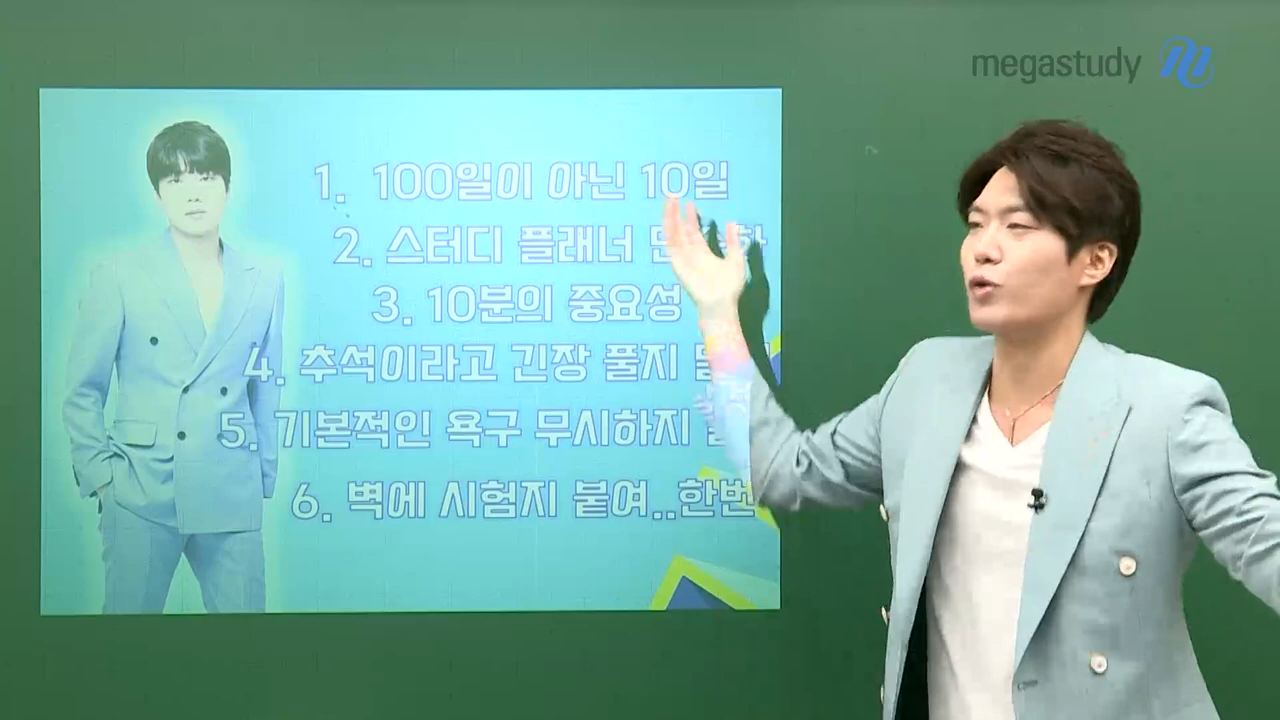 megastudy
1. 100일이 아닌 10일
2. 스터디 플래너
3. 10분의 중요성
4. 추석이라고 긴장 풀지
5. 기본적인 욕구 무시하지
6. 벽에 시험지 붙여..한번